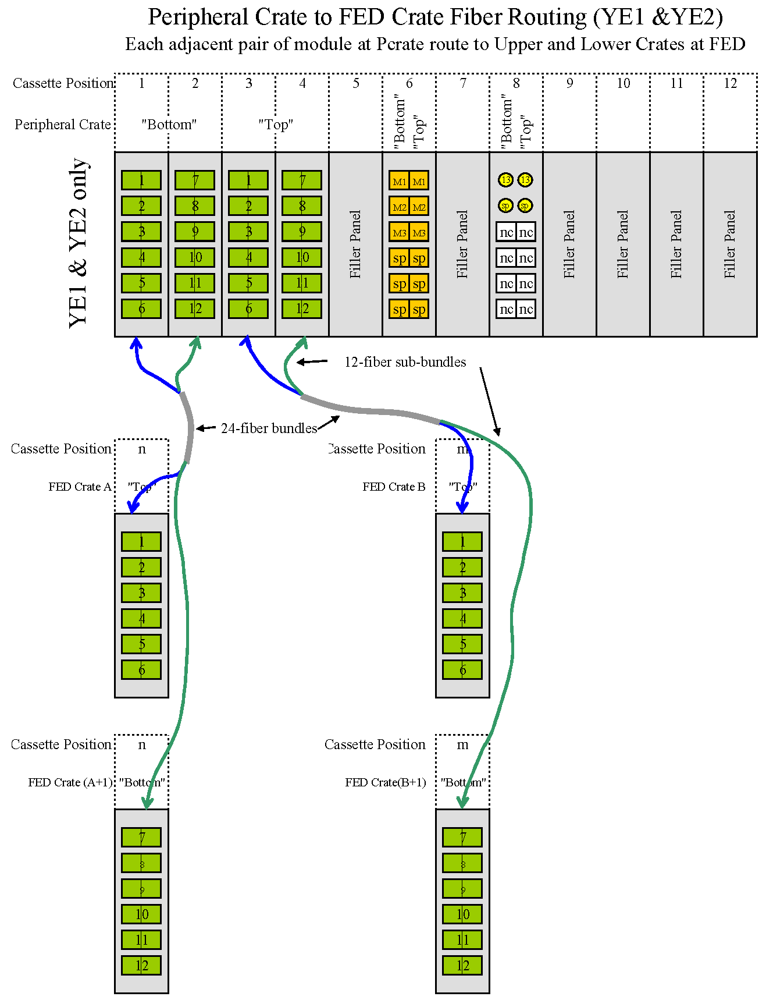 Peripheral Crate to FED Crate Fiber Routing (YE1 &YE2)
Each adjacent pair of module at Pcrate route to Upper and Lower Crates at FED
Cassette Position 1 2 3 4 5 6 7 8 9 10 11 12
Peripheral Crate "Bottom" "Top" "Bottom" "Top" "Bottom" "Top"
YE1 & YE2 only
1 7 1 7 M1 M1 13 13
2 8 2 8 M2 M2 sp sp
3 9 3 9 M3 M3 nc nc
4 10 4 10 sp sp nc nc
5 11 5 11 sp sp nc nc
6 12 6 12 sp sp nc nc
Filler Panel Filler Panel Filler Panel Filler Panel Filler Panel Filler Panel
12-fiber sub-bundles
24-fiber bundles
Cassette Position n Cassette Position m
FED Crate A "Top" FED Crate B "Top"
1 1
2 2
3 3
4 4
5 5
6 6
Cassette Position n Cassette Position m
FED Crate (A+1) "Bottom" FED Crate(B+1) "Bottom"
7 7
8 8
9 9
10 10
11 11
12 12